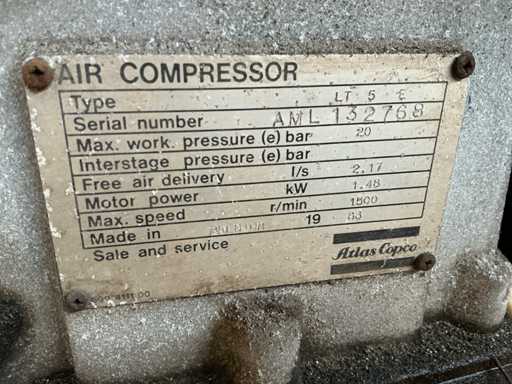 AIR COMPRESSOR
Type LT 5 E
Serial number AML 132768
Max. work. pressure (e) bar 20
Interstage pressure (e) bar
Free air delivery l/s 2.17
Motor power kW 1.48
Max. speed r/min 1500
Made in 19 83
Sale and service
Atlas Copco